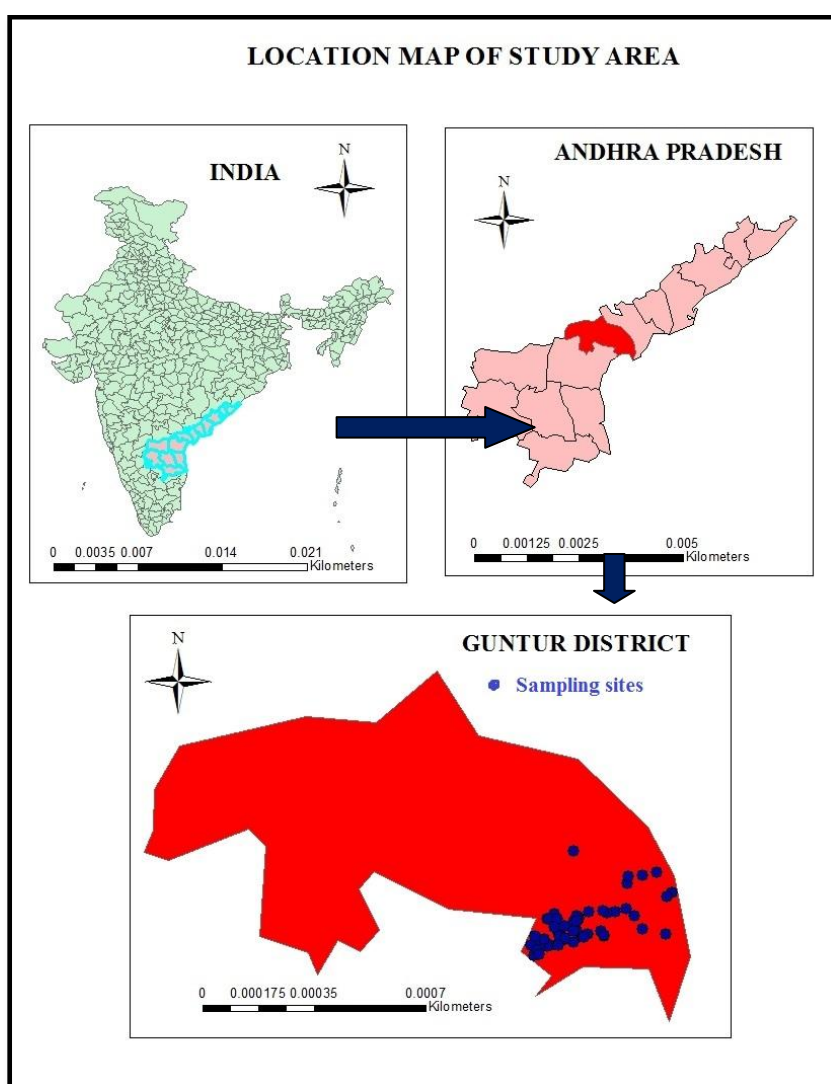 LOCATION MAP OF STUDY AREA
INDIA
N
0 0.0035 0.007 0.014 0.021
Kilometers
ANDHRA PRADESH
N
0 0.00125 0.0025 0.005
Kilometers
GUNTUR DISTRICT
N
Sampling sites
0 0.000175 0.00035 0.0007
Kilometers